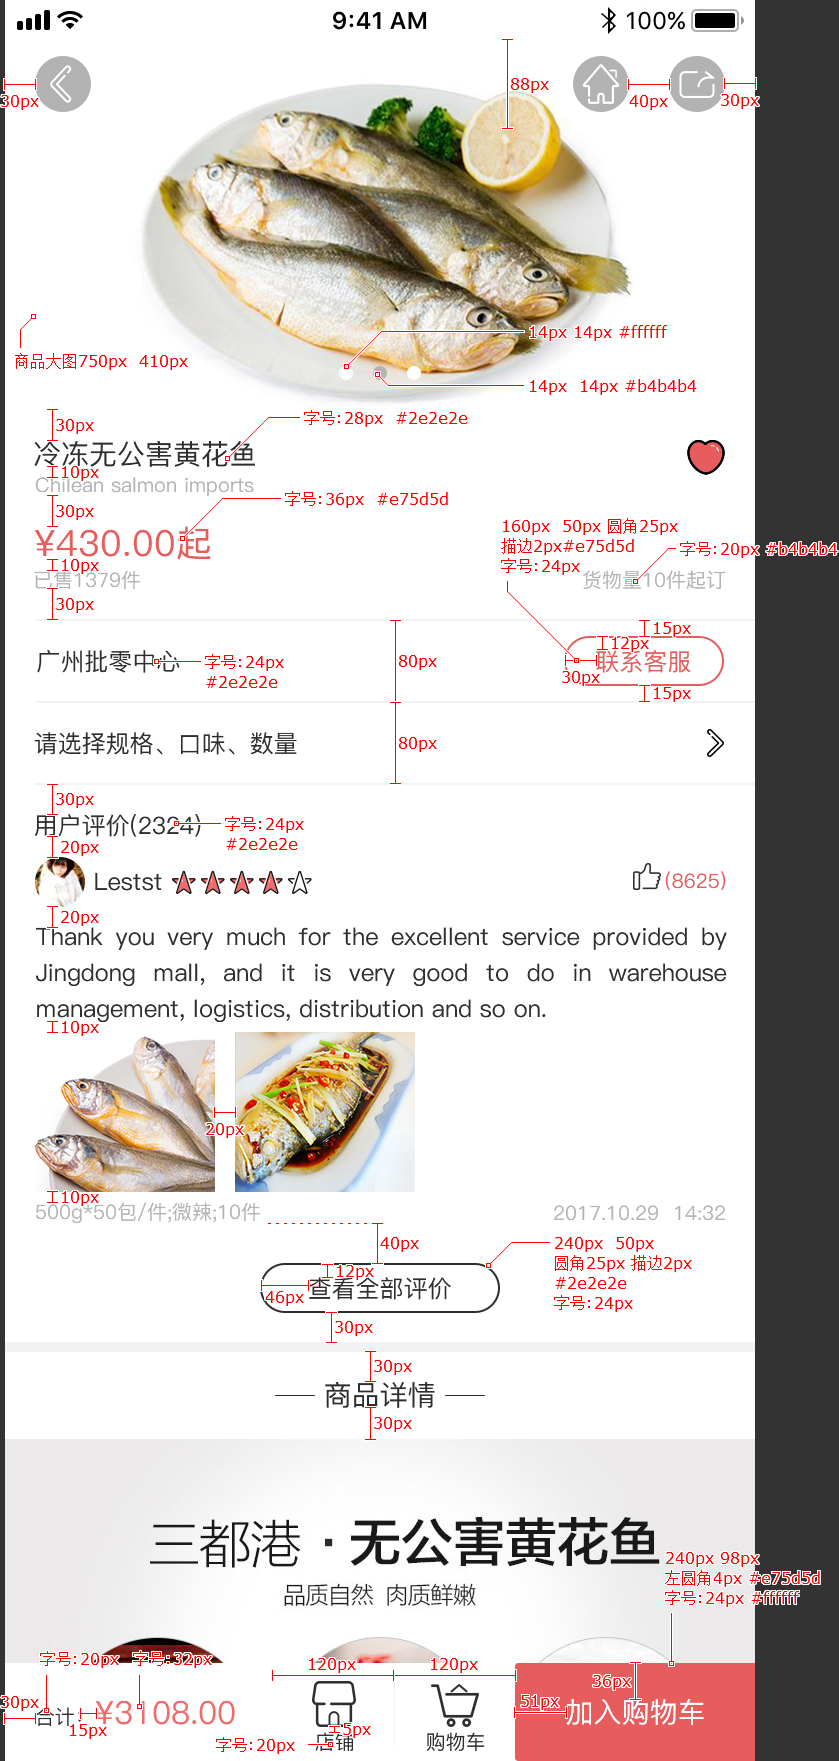 9:41 AM
100%
88px
30px
40px
30px
14px 14px #ffffff
商品大图750px 410px
14px 14px #b4b4b4
30px
字号:28px #2e2e2e
冷冻无公害黄花鱼
10px
Chilean salmon imports
字号:36px #e75d5d
30px
160px 50px 圆角25px
描边2px#e75d5d
字号:24px
¥430.00起
字号:20px #b4b4b4
10px
已售1379件
货物量10件起订
30px
15px
12px
广州批零中心
字号:24px
#2e2e2e
80px
联系客服
30px
15px
请选择规格、口味、数量
80px
30px
用户评价(2324)
字号:24px
#2e2e2e
20px
Lestst
(8625)
20px
Thank you very much for the excellent service provided by
Jingdong mall, and it is very good to do in warehouse
management, logistics, distribution and so on.
10px
20px
10px
500g*50包/件;微辣;10件
2017.10.29 14:32
40px
240px 50px
圆角25px 描边2px
#2e2e2e
字号:24px
12px
查看全部评价
46px
30px
30px
商品详情
30px
三都港 · 无公害黄花鱼
240px 98px
左圆角4px #e75d5d
字号:24px #ffffff
品质自然 肉质鲜嫩
字号:20px 字号:32px
120px
120px
36px
30px
合计:
¥3108.00
15px
51px
加入购物车
5px
字号:20px
店铺
购物车